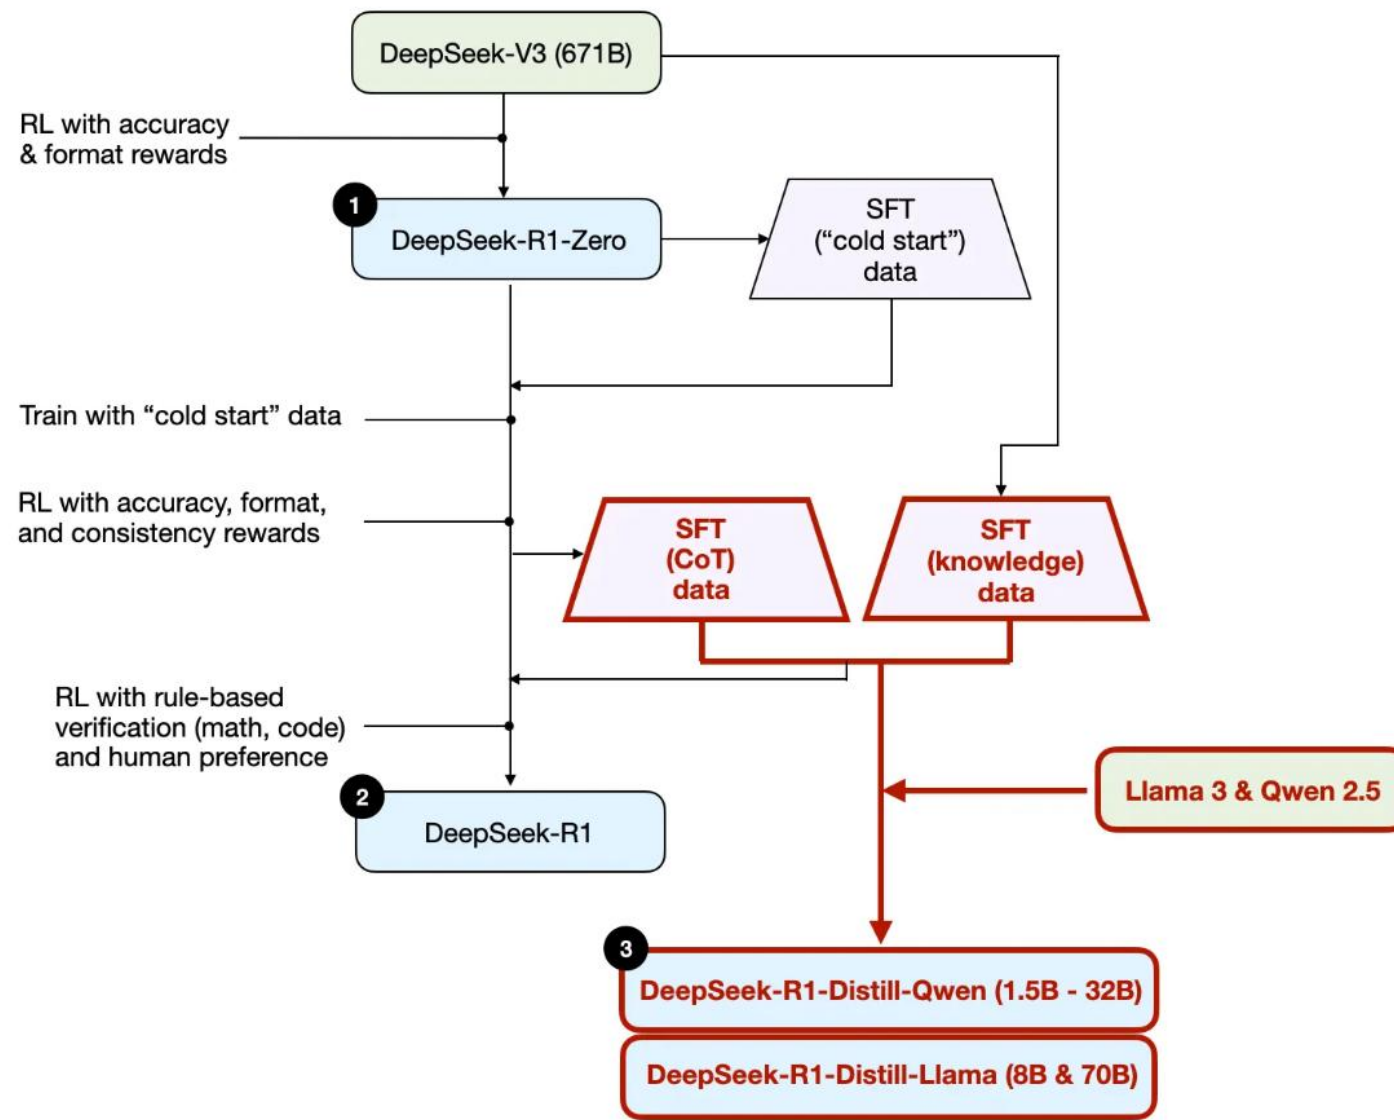 DeepSeek-V3 (671B)
RL with accuracy
& format rewards
1
DeepSeek-R1-Zero
SFT
(“cold start”)
data
Train with “cold start” data
RL with accuracy, format,
and consistency rewards
SFT
(CoT)
data
SFT
(knowledge)
data
RL with rule-based
verification (math, code)
and human preference
Llama 3 & Qwen 2.5
2
DeepSeek-R1
3
DeepSeek-R1-Distill-Qwen (1.5B - 32B)
DeepSeek-R1-Distill-Llama (8B & 70B)